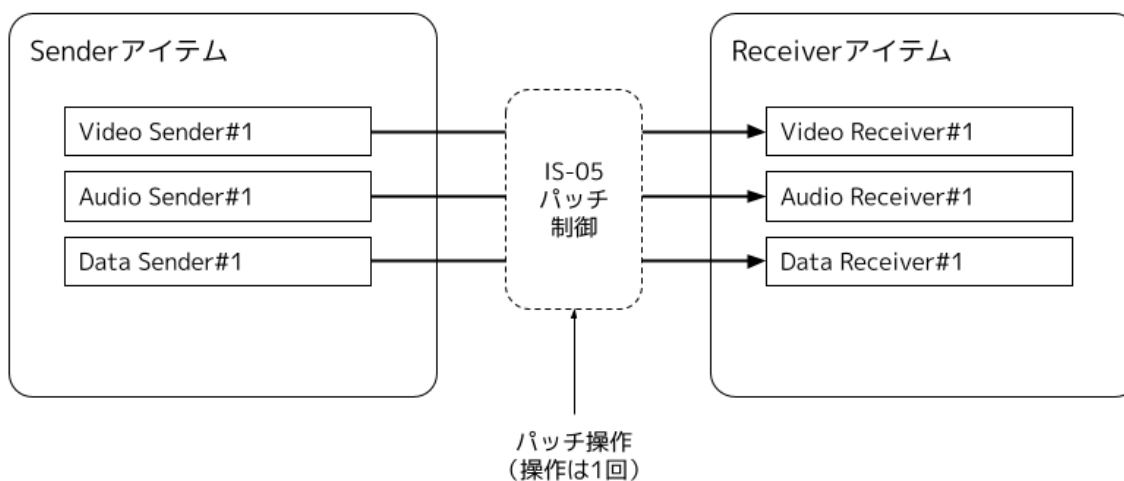 Senderアイテム
Video Sender#1
Audio Sender#1
Data Sender#1
IS-05
パッチ
制御
Receiverアイテム
Video Receiver#1
Audio Receiver#1
Data Receiver#1
パッチ操作
（操作は1回）